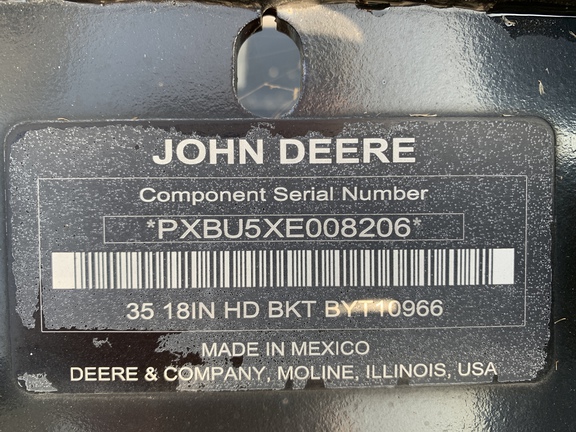 JOHN DEERE
Component Serial Number
*PXBU5XE008206*
35 18IN HD BKT BYT10966
MADE IN MEXICO
DEERE & COMPANY, MOLINE, ILLINOIS, USA